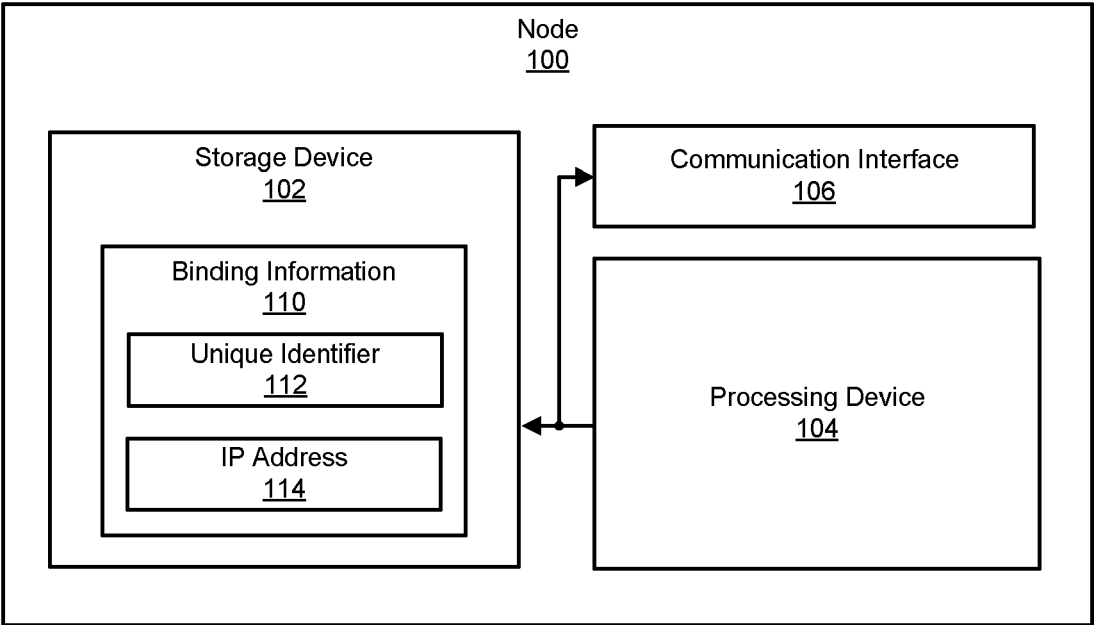 Node
100
Storage Device
102
Binding Information
110
Unique Identifier
112
IP Address
114
Communication Interface
106
Processing Device
104